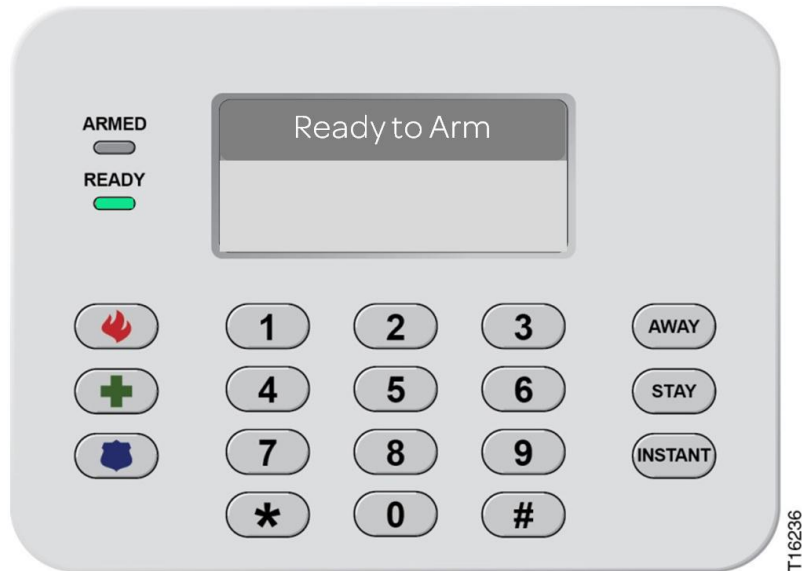 Ready to Arm
ARMED
READY
1 2 3 AWAY
4 5 6 STAY
7 8 9 INSTANT
* 0 #
T16236